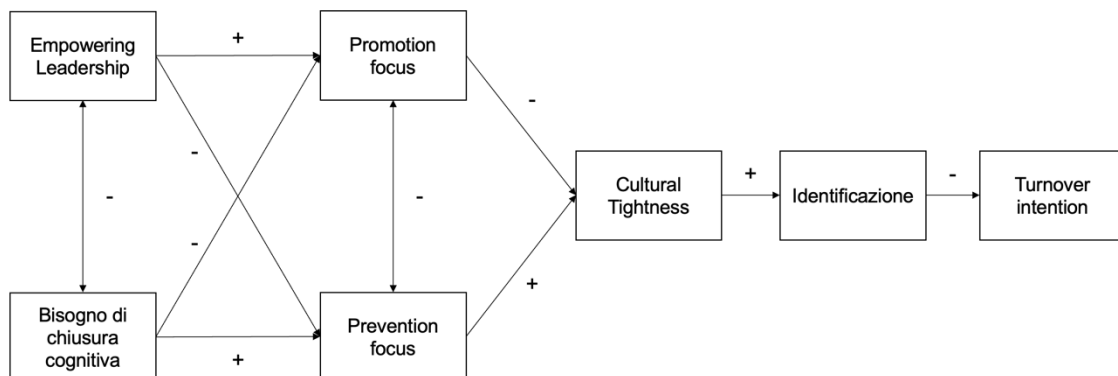 Empowering
Leadership
+
Promotion
focus
-
-
-
-
-
Cultural
Tightness
+
Identificazione
-
Turnover
intention
+
Bisogno di
chiusura
cognitiva
+
Prevention
focus